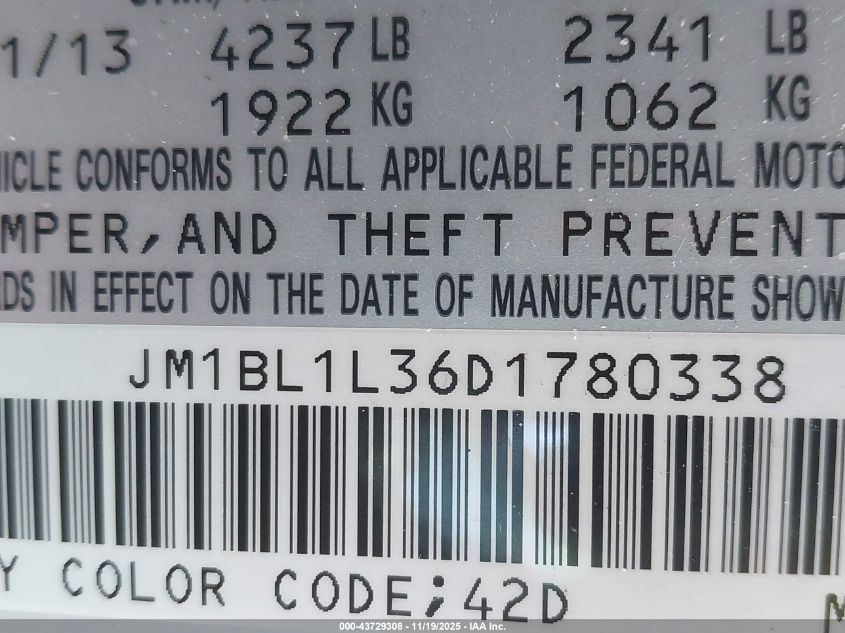 1/13 4237 LB 2341 LB
1922 KG 1062 KG
ICLE CONFORMS TO ALL APPLICABLE FEDERAL MOTO
MPER, AND THEFT PREVENT
DS IN EFFECT ON THE DATE OF MANUFACTURE SHOW
JM1BL1L36D1780338
Y COLOR CODE;42D
000-43729308 - 11/19/2025 - IAA Inc.